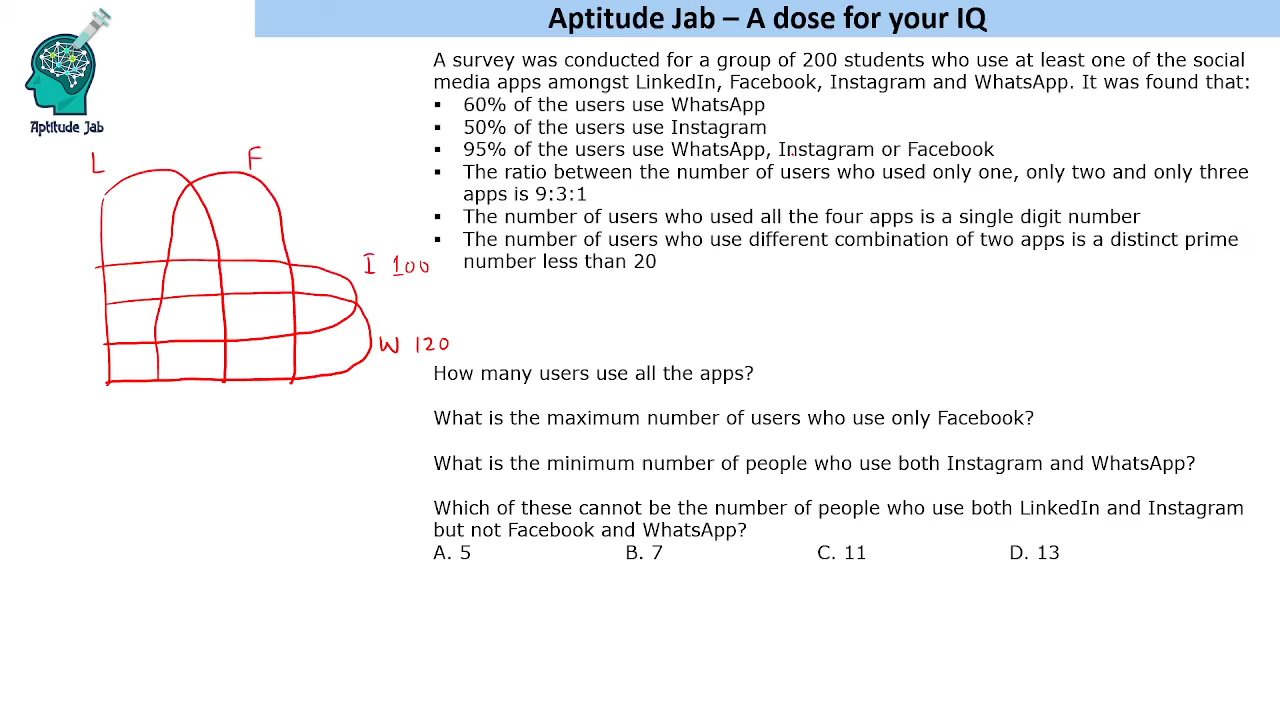 Aptitude Jab – A dose for your IQ
Aptitude Jab
A survey was conducted for a group of 200 students who use at least one of the social
media apps amongst LinkedIn, Facebook, Instagram and WhatsApp. It was found that:
▪ 60% of the users use WhatsApp
▪ 50% of the users use Instagram
▪ 95% of the users use WhatsApp, Instagram or Facebook
▪ The ratio between the number of users who used only one, only two and only three
apps is 9:3:1
▪ The number of users who used all the four apps is a single digit number
▪ The number of users who use different combination of two apps is a distinct prime
number less than 20
L
F
I 100
W 120
How many users use all the apps?
What is the maximum number of users who use only Facebook?
What is the minimum number of people who use both Instagram and WhatsApp?
Which of these cannot be the number of people who use both LinkedIn and Instagram
but not Facebook and WhatsApp?
A. 5 B. 7 C. 11 D. 13